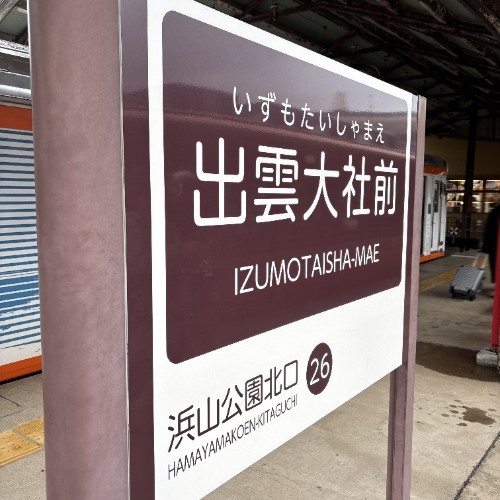 いずもたいしゃまえ
出雲大社前
IZUMOTAISHA-MAE
浜山公園北口 26
HAMAYAMAKOEN-KITAGUCHI